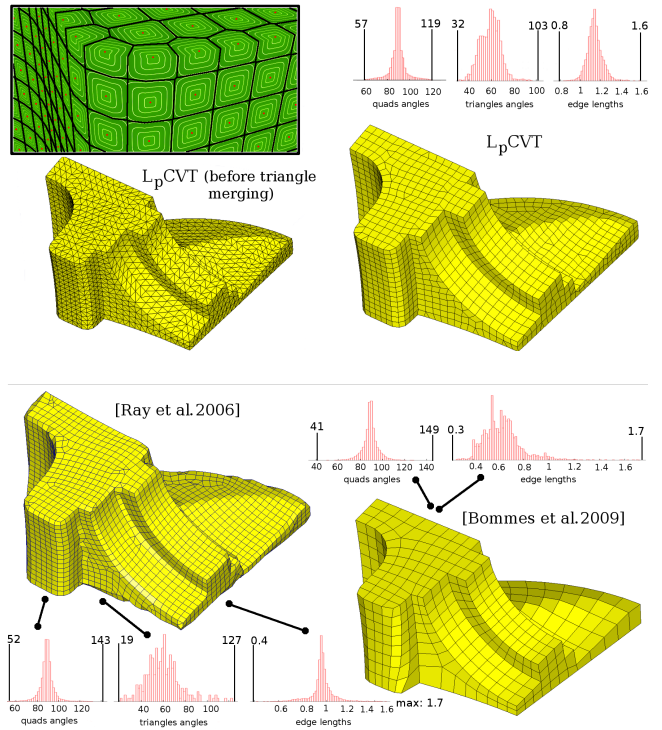 57 119 32 103 0.8 1.6
60 80 100 120 40 60 80 100 0.8 1 1.2 1.4 1.6
quads angles triangles angles edge lengths
LpCVT
LpCVT (before triangle
merging)
[Ray et al.2006]
41 149 0.3 1.7
40 60 80 100 120 140 0.4 0.6 0.8 1 1.2 1.4 1.6
quads angles edge lengths
[Bommes et al.2009]
52 143 19 127 0.4
60 80 100 120 40 60 80 100 120 0.6 0.8 1 1.2 1.4 1.6
max: 1.7
quads angles triangles angles edge lengths